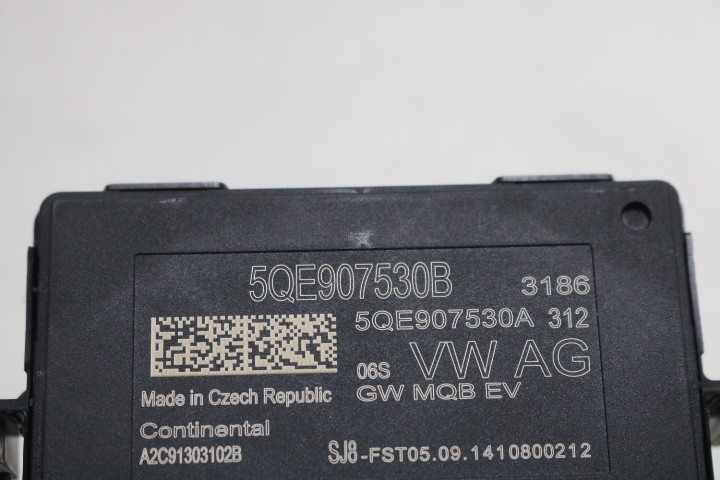 5QE907530B 3186
5QE907530A 312
06S VW AG
Made in Czech Republic GW MQB EV
Continental
A2C91303102B SJ8-FST05.09.1410800212